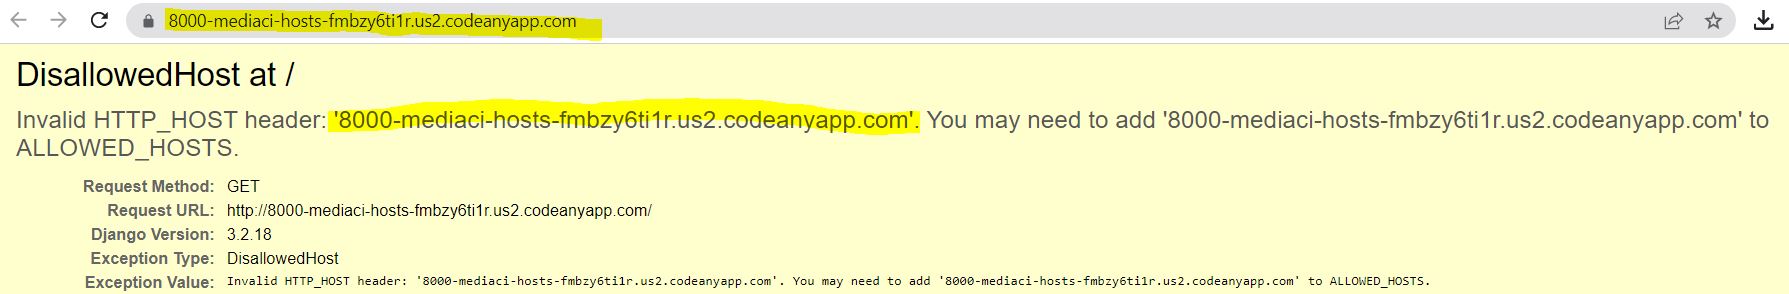 8000-mediaci-hosts-fmbzy6ti1r.us2.codeanyapp.com
DisallowedHost at /
Invalid HTTP_HOST header: '8000-mediaci-hosts-fmbzy6ti1r.us2.codeanyapp.com'. You may need to add '8000-mediaci-hosts-fmbzy6ti1r.us2.codeanyapp.com' to
ALLOWED_HOSTS.
Request Method: GET
Request URL: http://8000-mediaci-hosts-fmbzy6ti1r.us2.codeanyapp.com/
Django Version: 3.2.18
Exception Type: DisallowedHost
Exception Value: Invalid HTTP_HOST header: '8000-mediaci-hosts-fmbzy6ti1r.us2.codeanyapp.com'. You may need to add '8000-mediaci-hosts-fmbzy6ti1r.us2.codeanyapp.com' to ALLOWED_HOSTS.